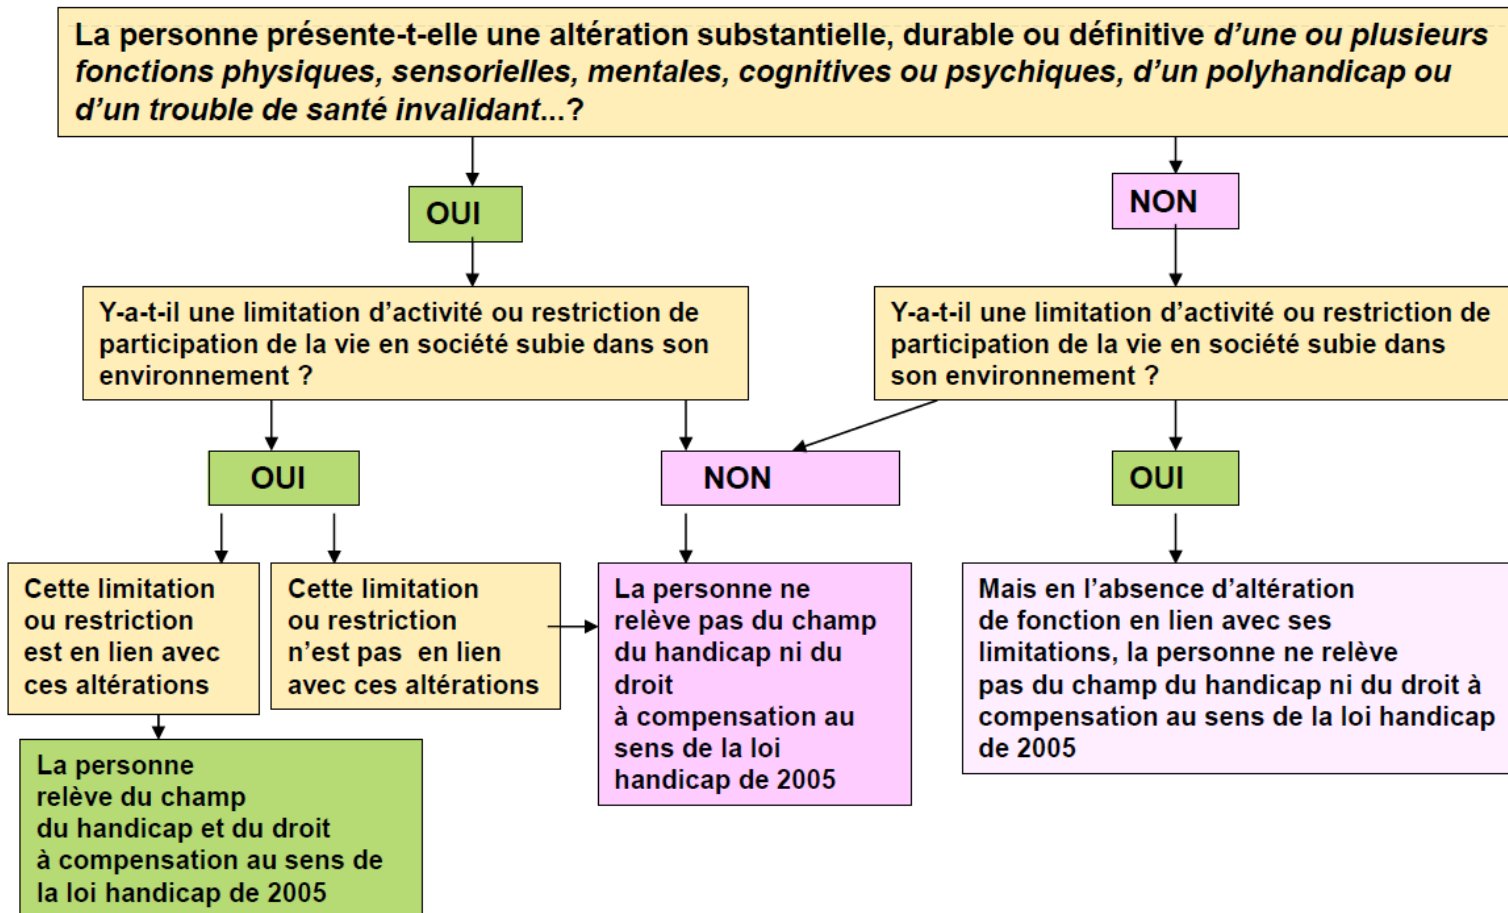 La personne présente-t-elle une altération substantielle, durable ou définitive d’une ou plusieurs
fonctions physiques, sensorielles, mentales, cognitives ou psychiques, d’un polyhandicap ou
d’un trouble de santé invalidant...?
OUI
NON
Y-a-t-il une limitation d’activité ou restriction de
participation de la vie en société subie dans son
environnement ?
Y-a-t-il une limitation d’activité ou restriction de
participation de la vie en société subie dans
son environnement ?
OUI
NON
OUI
Cette limitation
ou restriction
est en lien avec
ces altérations
Cette limitation
ou restriction
n’est pas en lien
avec ces altérations
La personne ne
relève pas du champ
du handicap ni du
droit
à compensation au
sens de la loi
handicap de 2005
Mais en l’absence d’altération
de fonction en lien avec ses
limitations, la personne ne relève
pas du champ du handicap ni du droit à
compensation au sens de la loi handicap
de 2005
La personne
relève du champ
du handicap et du droit
à compensation au sens de
la loi handicap de 2005